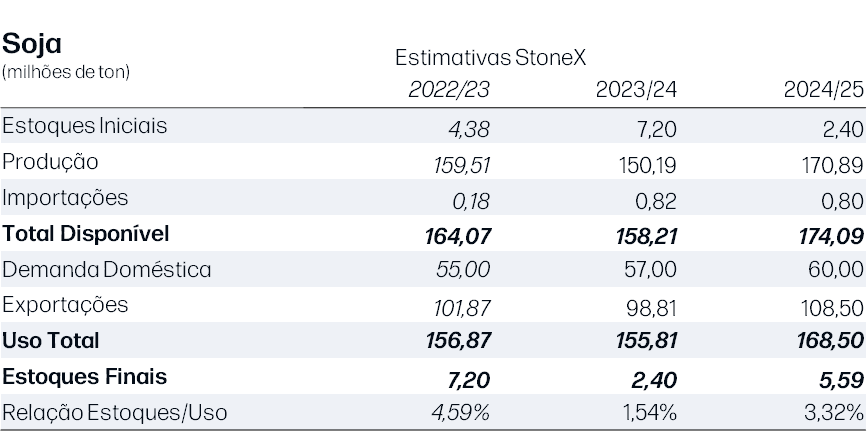 Soja
(milhões de ton)
Estimativas StoneX
2022/23 2023/24 2024/25
Estoques Iniciais 4,38 7,20 2,40
Produção 159,51 150,19 170,89
Importações 0,18 0,82 0,80
Total Disponível 164,07 158,21 174,09
Demanda Doméstica 55,00 57,00 60,00
Exportações 101,87 98,81 108,50
Uso Total 156,87 155,81 168,50
Estoques Finais 7,20 2,40 5,59
Relação Estoques/Uso 4,59% 1,54% 3,32%